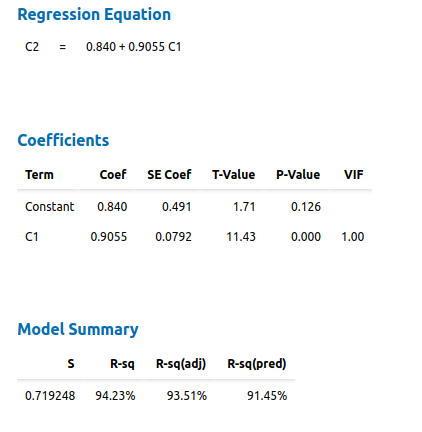 Regression Equation
C2 = 0.840 + 0.9055 C1
Coefficients
Term Coef SE Coef T-Value P-Value VIF
Constant 0.840 0.491 1.71 0.126
C1 0.9055 0.0792 11.43 0.000 1.00
Model Summary
S R-sq R-sq(adj) R-sq(pred)
0.719248 94.23% 93.51% 91.45%